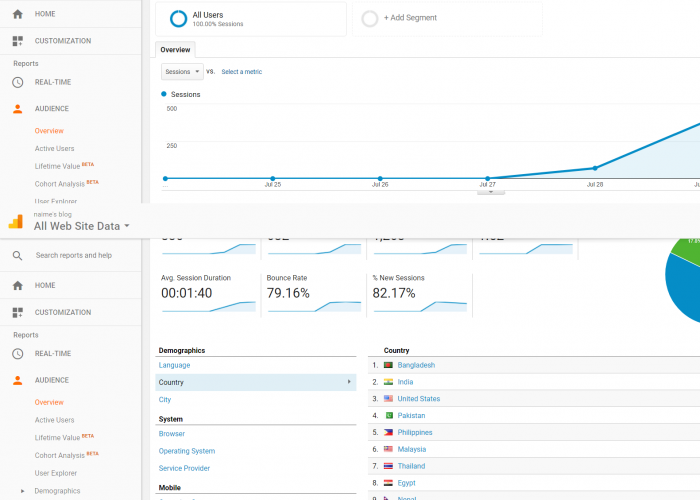 HOME
CUSTOMIZATION
Reports
REAL-TIME
AUDIENCE
Overview
Active Users
Lifetime Value BETA
Cohort Analysis BETA
User Explorer
All Users
100.00% Sessions
+ Add Segment
Overview
Sessions
VS.
Select a metric
Sessions
500
250
Jul 25
Jul 26
Jul 27
Jul 28
naime's blog
All Web Site Data
Search reports and help
HOME
CUSTOMIZATION
Reports
REAL-TIME
AUDIENCE
Overview
Active Users
Lifetime Value BETA
Cohort Analysis BETA
User Explorer
Demographics
Avg. Session Duration
00:01:40
Bounce Rate
79.16%
% New Sessions
82.17%
Demographics
Language
Country
City
System
Browser
Operating System
Service Provider
Mobile
Country
1. Bangladesh
2. India
3. United States
4. Pakistan
5. Philippines
6. Malaysia
7. Thailand
8. Egypt
9. Nepal